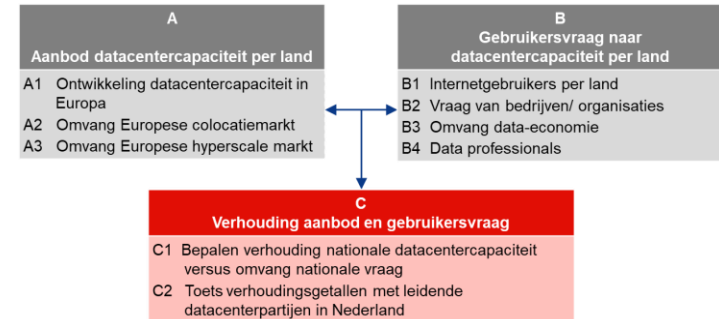 A
Aanbod datacentercapaciteit per land
A1 Ontwikkeling datacentercapaciteit in
Europa
A2 Omvang Europese colocatiemarkt
A3 Omvang Europese hyperscale markt
B
Gebruikersvraag naar
datacentercapaciteit per land
B1 Internetgebruikers per land
B2 Vraag van bedrijven/ organisaties
B3 Omvang data-economie
B4 Data professionals
C
Verhouding aanbod en gebruikersvraag
C1 Bepalen verhouding nationale datacentercapaciteit
versus omvang nationale vraag
C2 Toets verhoudingsgetallen met leidende
datacenterpartijen in Nederland